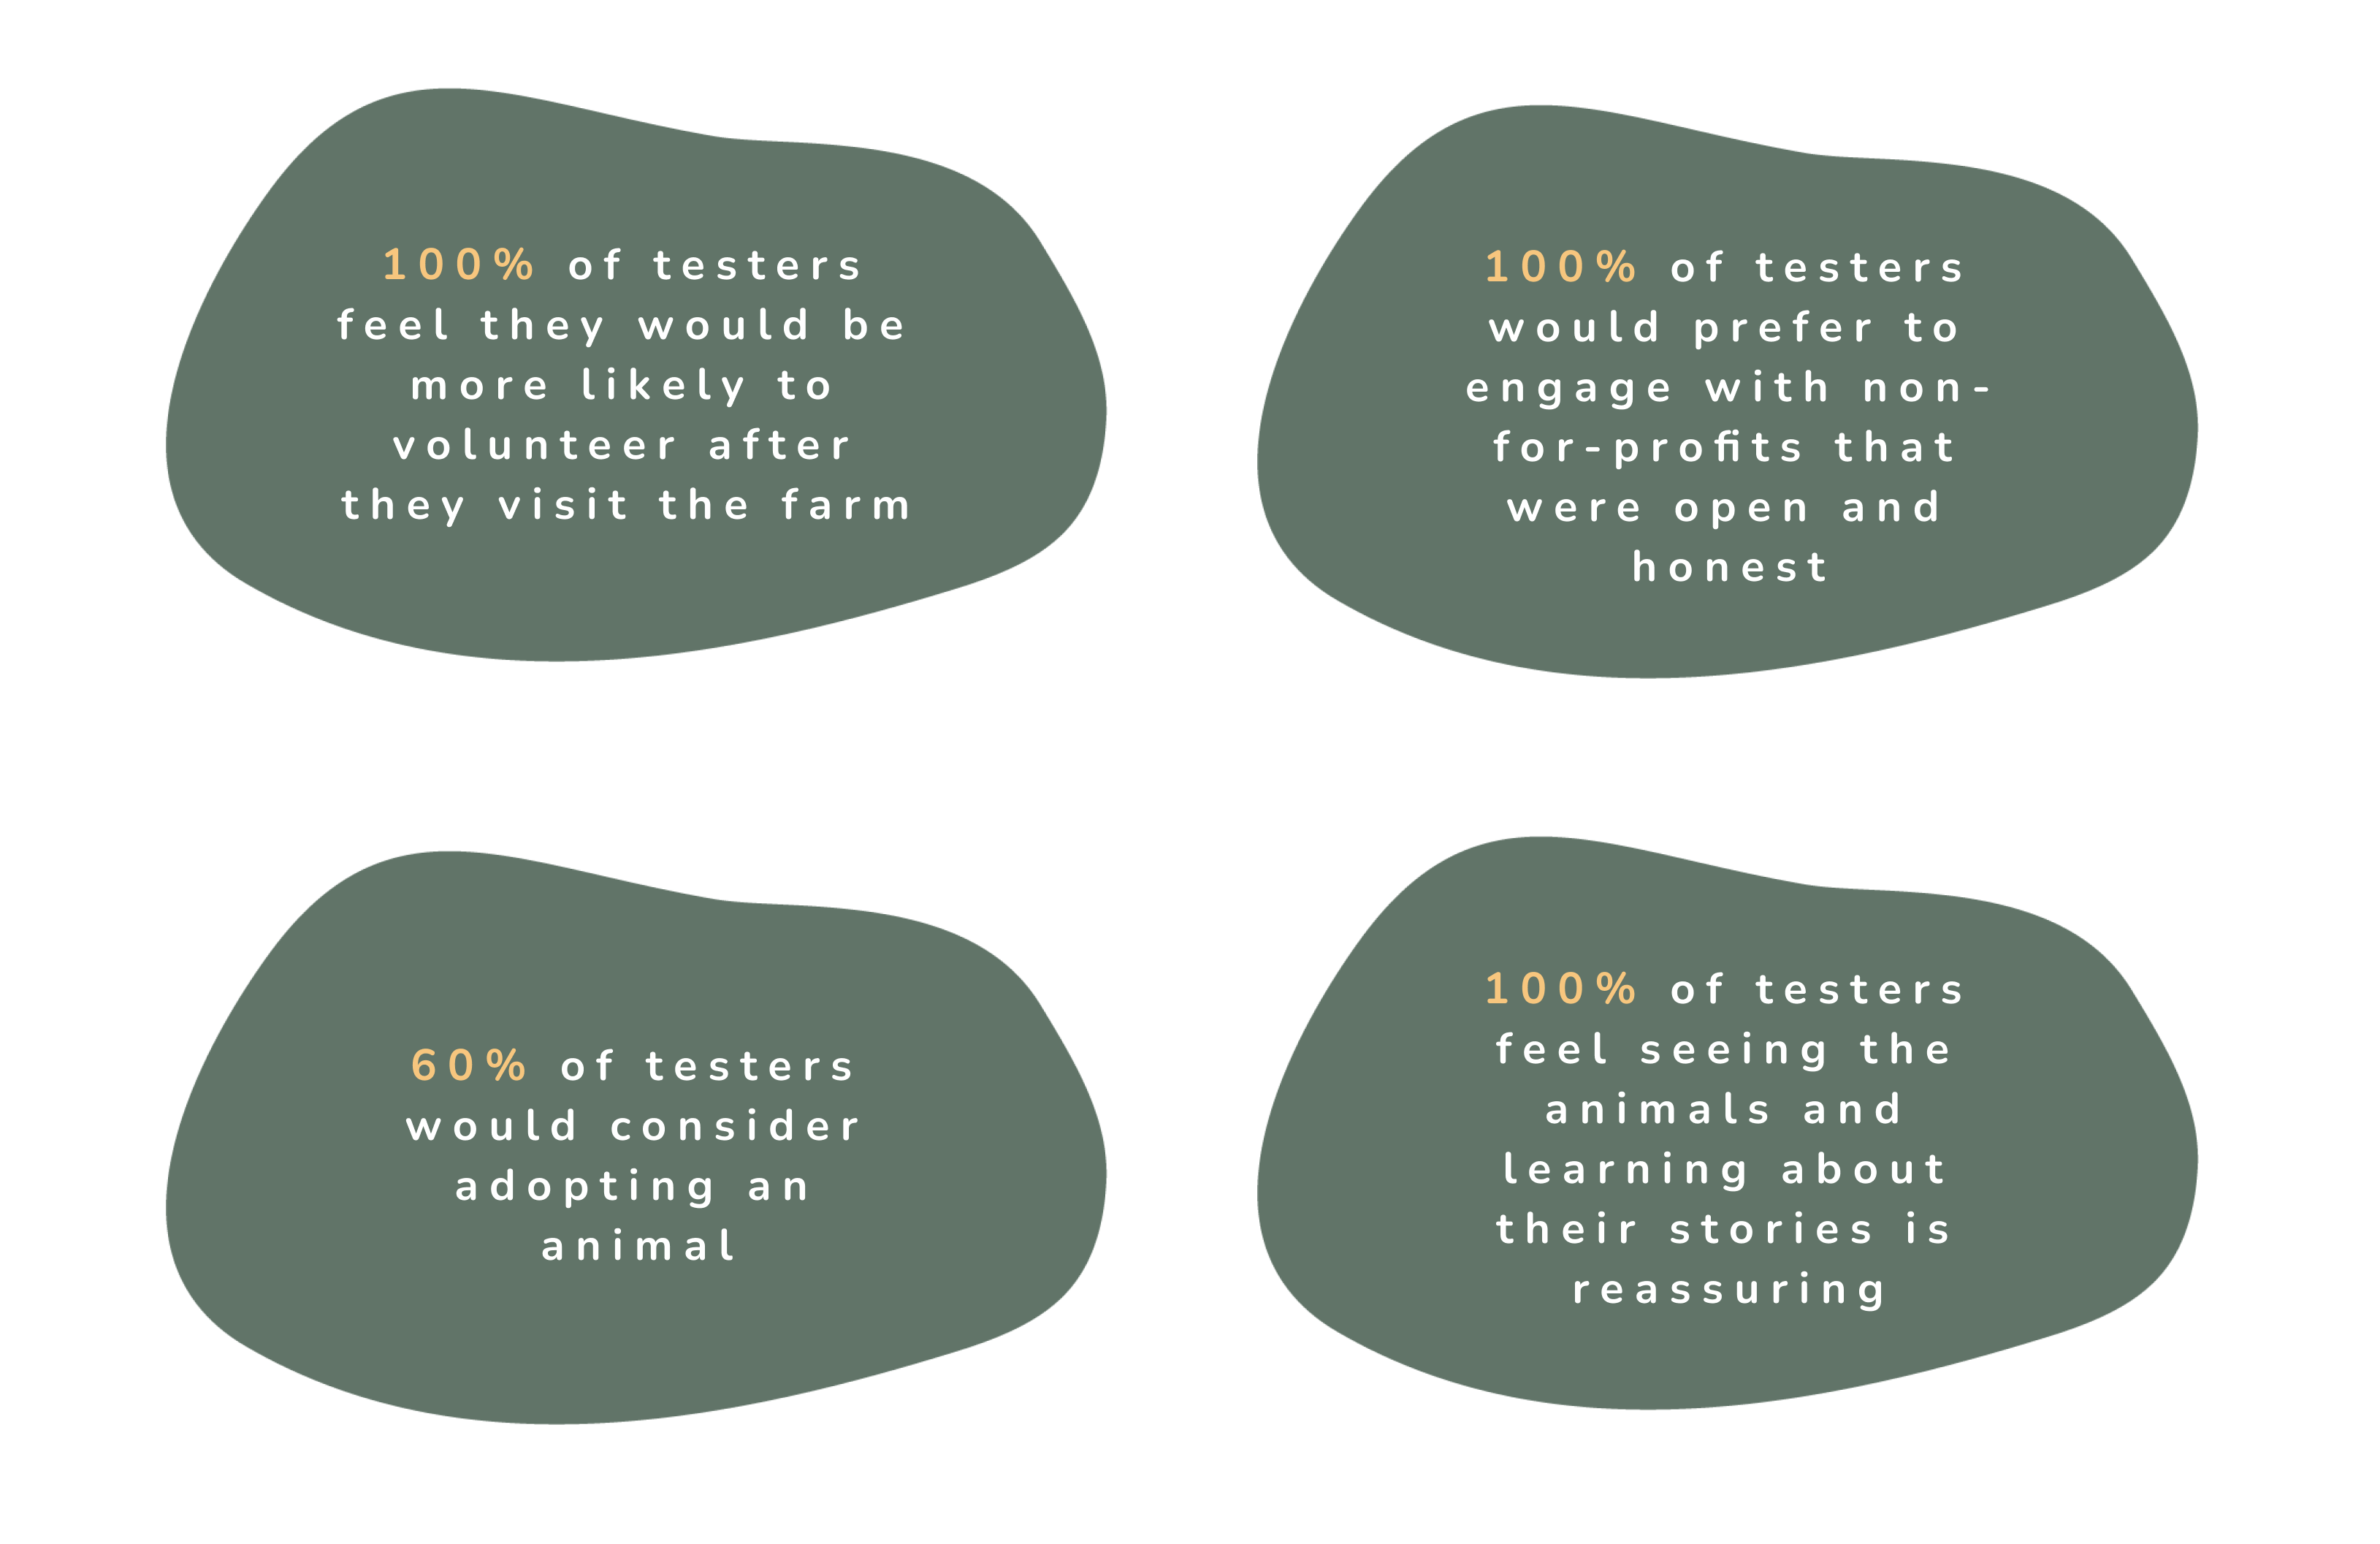 100% of testers
feel they would be
more likely to
volunteer after
they visit the farm
100% of testers
would prefer to
engage with non-
for-profits that
were open and
honest
60% of testers
would consider
adopting an
animal
100% of testers
feel seeing the
animals and
learning about
their stories is
reassuring